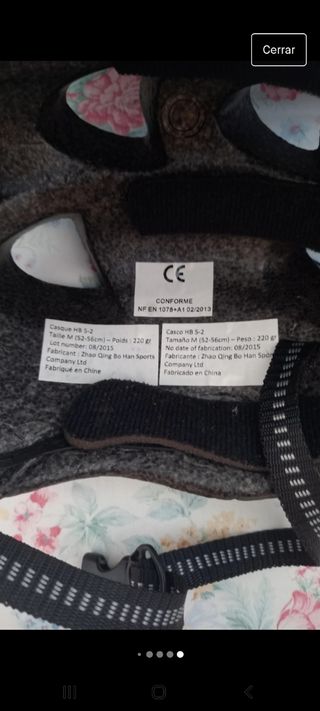 Cerrar
CE
CONFORME
NF EN 1078+A1 02/2013
Casque HB 5-2
Taille M (52-56cm) – Poids : 220 gr
Lot number: 08/2015
Fabricant : Zhao Qing Bo Han Sports
Company Ltd
Fabriqué en Chine
Casco HB 5-2
Tamaño M (52-56cm) – Peso : 220 gr
No date of fabrication: 08/2015
Fabricante : Zhao Qing Bo Han Sports
Company Ltd
Fabricado en China